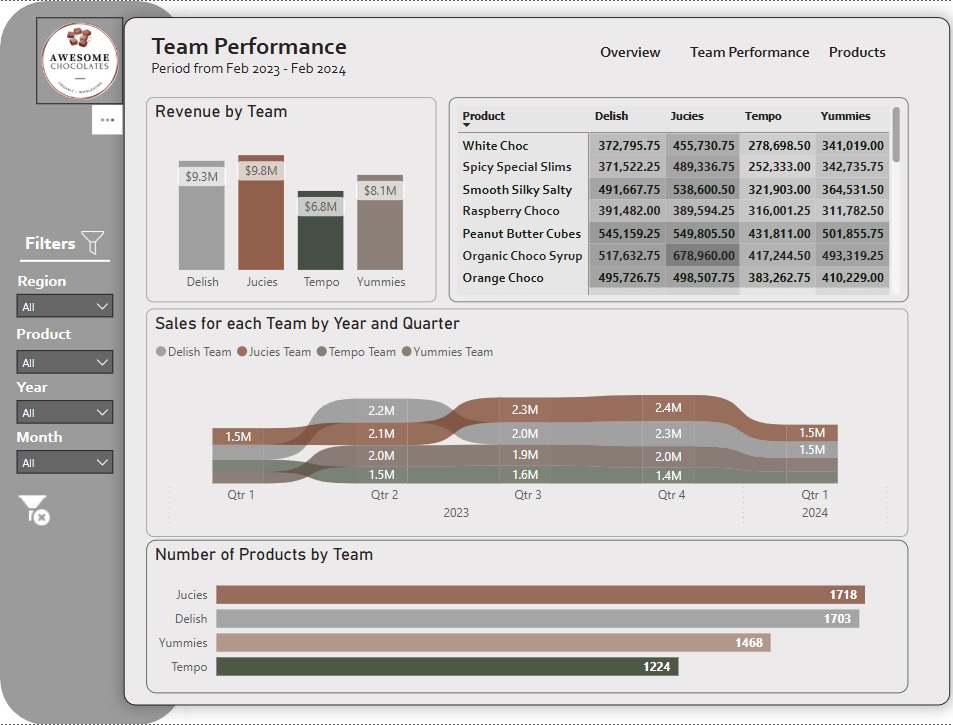 AWESOME
CHOCOLATES
Team Performance
Period from Feb 2023 - Feb 2024
Overview Team Performance Products
Filters
Region
All
Product
All
Year
All
Month
All
Revenue by Team
$9.3M $9.8M $6.8M $8.1M
Delish Jucies Tempo Yummies
Product Delish Jucies Tempo Yummies
White Choc 372,795.75 455,730.75 278,698.50 341,019.00
Spicy Special Slims 371,522.25 489,336.75 252,333.00 342,735.75
Smooth Silky Salty 491,667.75 538,600.50 321,903.00 364,531.50
Raspberry Choco 391,482.00 389,594.25 316,001.25 311,782.50
Peanut Butter Cubes 545,159.25 549,805.50 431,811.00 501,855.75
Organic Choco Syrup 517,632.75 678,960.00 417,244.50 493,319.25
Orange Choco 495,726.75 498,507.75 383,262.75 410,229.00
Sales for each Team by Year and Quarter
Delish Team Jucies Team Tempo Team Yummies Team
1.5M
2.2M
2.1M
2.0M
1.5M
2.3M
2.0M
1.9M
1.6M
2.4M
2.3M
2.0M
1.4M
1.5M
1.5M
Qtr 1 Qtr 2 Qtr 3 Qtr 4 Qtr 1
2023 2024
Number of Products by Team
Jucies 1718
Delish 1703
Yummies 1468
Tempo 1224